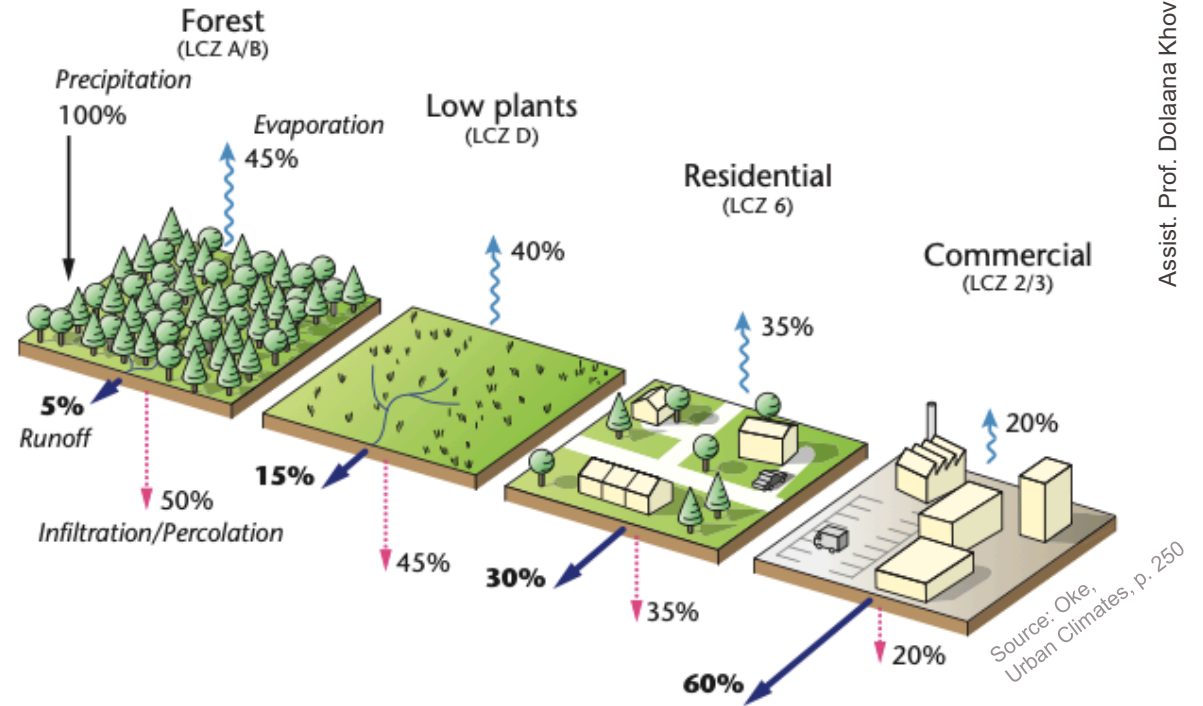 Forest
(LCZ A/B)
Precipitation
100%
Evaporation
45%
5%
Runoff
50%
Infiltration/Percolation
Low plants
(LCZ D)
40%
15%
45%
Residential
(LCZ 6)
35%
30%
35%
Commercial
(LCZ 2/3)
20%
60%
20%
Source: Oke,
Urban Climates, p. 250
Assist. Prof. Dolaana Khov